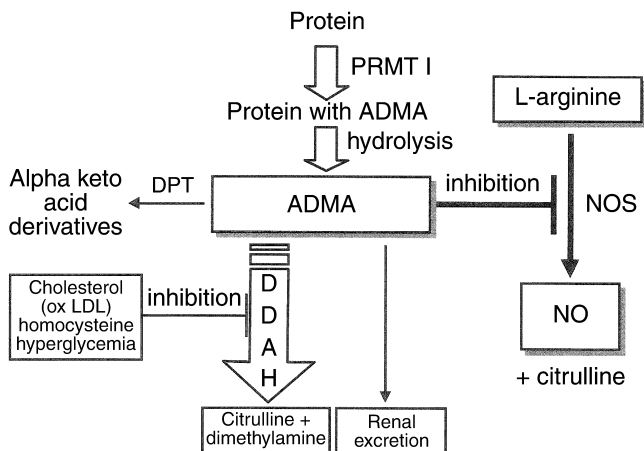 Protein
PRMT I
Protein with ADMA
hydrolysis
L-arginine
Alpha keto
acid
derivatives
DPT
ADMA
inhibition
NOS
Cholesterol
(ox LDL)
homocysteine
hyperglycemia
inhibition
D
D
A
H
NO
+ citrulline
Citrulline +
dimethylamine
Renal
excretion